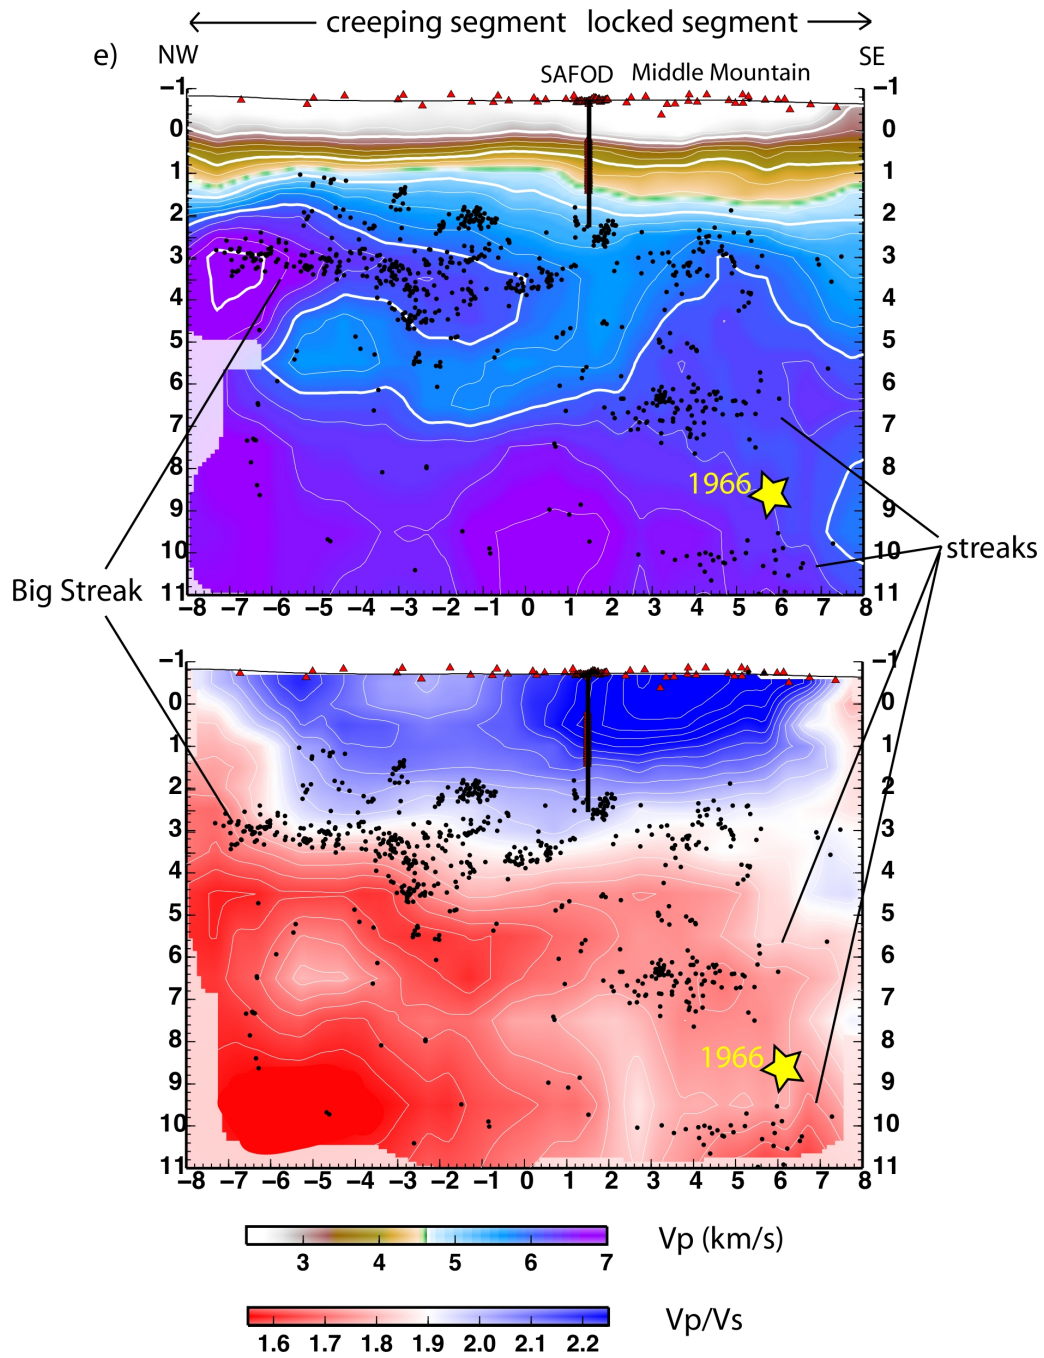 creeping segment locked segment
e) NW SE
SAFOD Middle Mountain
−1 −1
0 0
1 1
2 2
3 3
4 4
5 5
6 6
7 7
8 8
1966
9 9
10 10
streaks
Big Streak
11 11
−8 −7 −6 −5 −4 −3 −2 −1 0 1 2 3 4 5 6 7 8
−1 −1
0 0
1 1
2 2
3 3
4 4
5 5
6 6
7 7
8 8
1966
9 9
10 10
11 11
−8 −7 −6 −5 −4 −3 −2 −1 0 1 2 3 4 5 6 7 8
Vp (km/s)
3 4 5 6 7
Vp/Vs
1.6 1.7 1.8 1.9 2.0 2.1 2.2